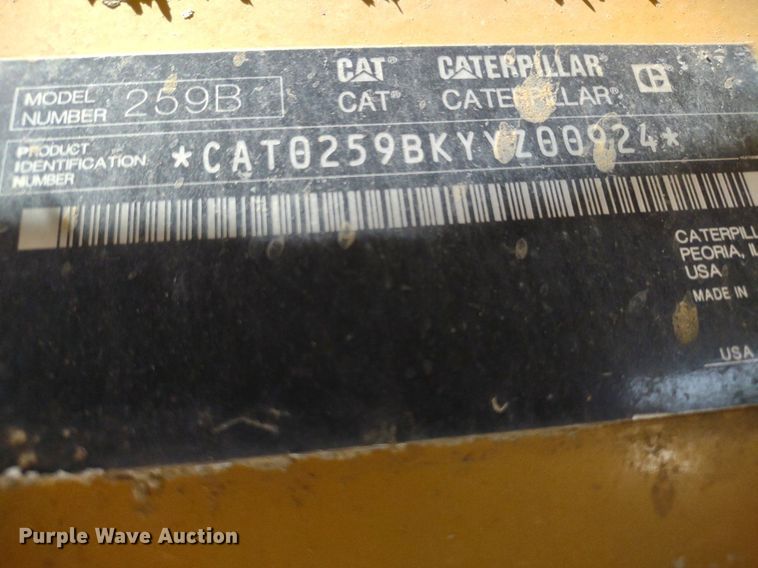 CAT® CATERPILLAR®
MODEL NUMBER 259B CAT® CATERPILLAR®
PRODUCT IDENTIFICATION NUMBER *CAT0259BKYYZ00924*
CATERPILL
PEORIA, IL
USA
MADE IN
USA
Purple Wave Auction®